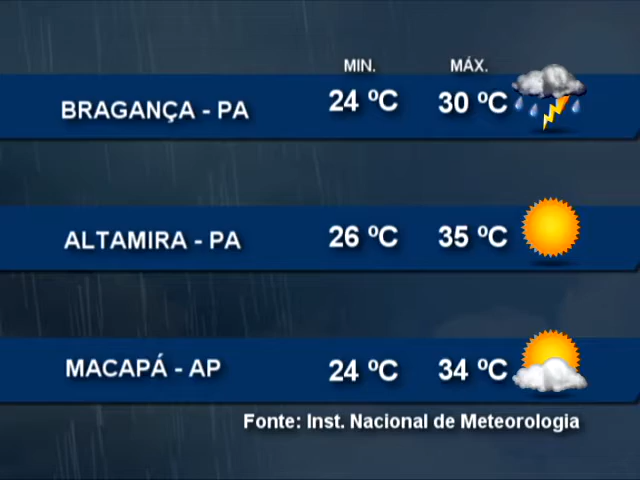 MIN. MÁX.
BRAGANÇA - PA 24 ºC 30 ºC
ALTAMIRA - PA 26 ºC 35 ºC
MACAPÁ - AP 24 ºC 34 ºC
Fonte: Inst. Nacional de Meteorologia